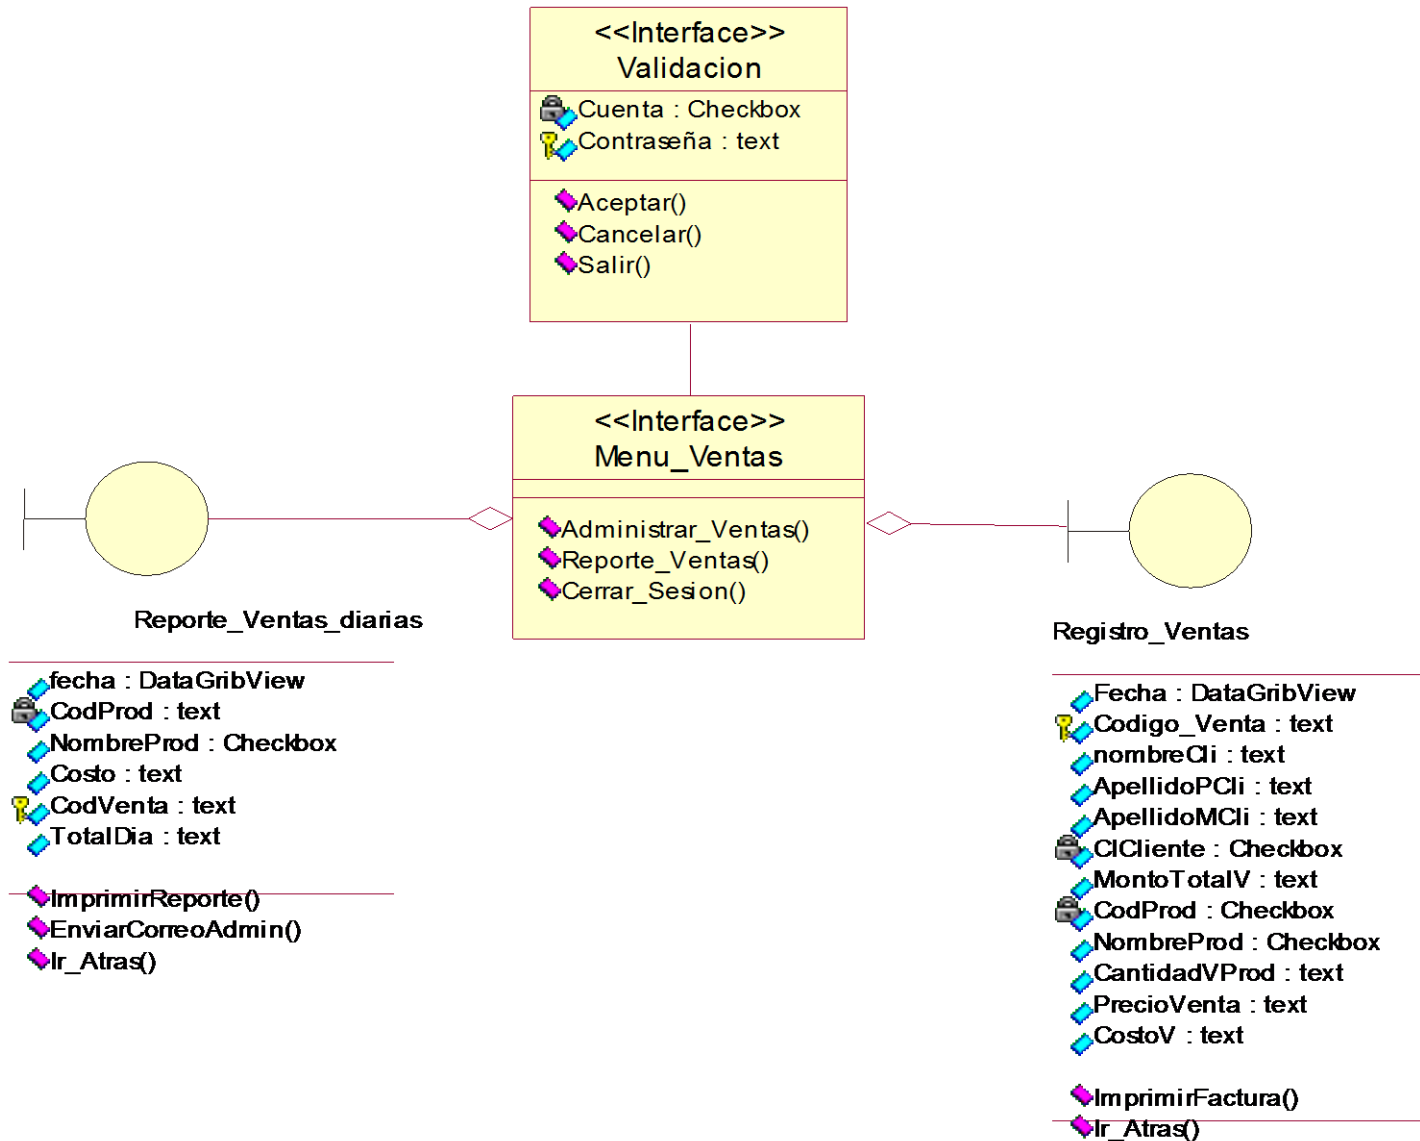 <<Interface>>
Validacion
Cuenta : Checkbox
Contraseña : text
Aceptar()
Cancelar()
Salir()
<<Interface>>
Menu_Ventas
Administrar_Ventas()
Reporte_Ventas()
Cerrar_Sesion()
Reporte_Ventas_diarias
fecha : DataGribView
CodProd : text
NombreProd : Checkbox
Costo : text
CodVenta : text
TotalDia : text
ImprimirReporte()
EnviarCorreoAdmin()
Ir_Atras()
Registro_Ventas
Fecha : DataGribView
Codigo_Venta : text
nombreCli : text
ApellidoPCli : text
ApellidoMCli : text
CICliente : Checkbox
MontoTotalV : text
CodProd : Checkbox
NombreProd : Checkbox
CantidadVProd : text
PrecioVenta : text
CostoV : text
ImprimirFactura()
Ir_Atras()